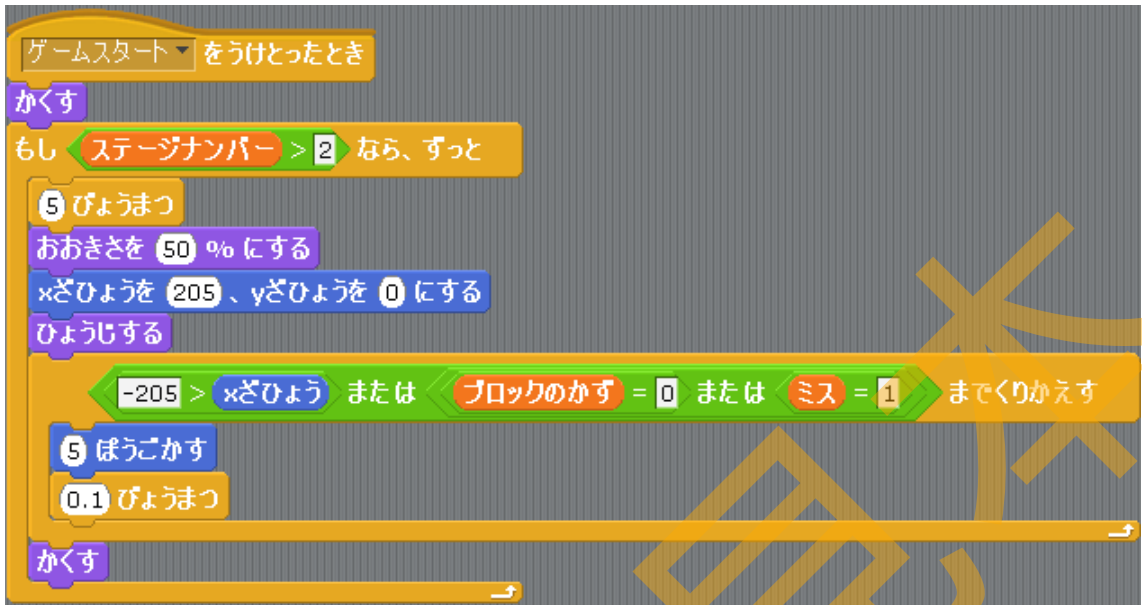 ゲームスタート をうけとったとき
かくす
もし ステージナンバー > 2 なら、ずっと
5 びょうまつ
おおきさを 50 % にする
xざひょうを 205 、yざひょうを 0 にする
ひょうじする
-205 > xざひょう または ブロックのかず = 0 または ミス = 1 までくりかえす
5 ぽうごかす
0.1 びょうまつ
かくす